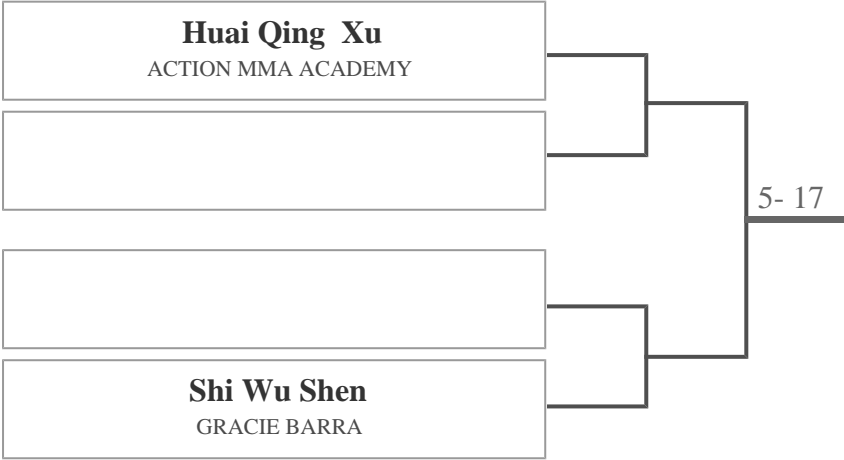 Huai Qing  Xu
ACTION MMA ACADEMY
5- 17
Shi Wu Shen
GRACIE BARRA